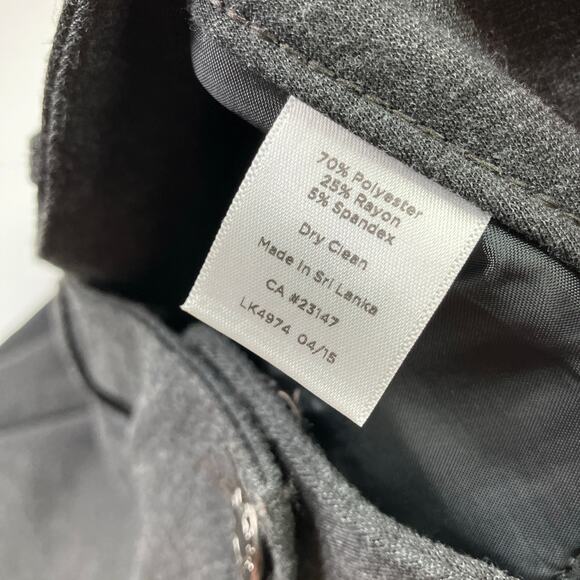 70% Polyester
25% Rayon
5% Spandex
Dry Clean
Made in Sri Lanka
CA #23147
LK4974 04/15